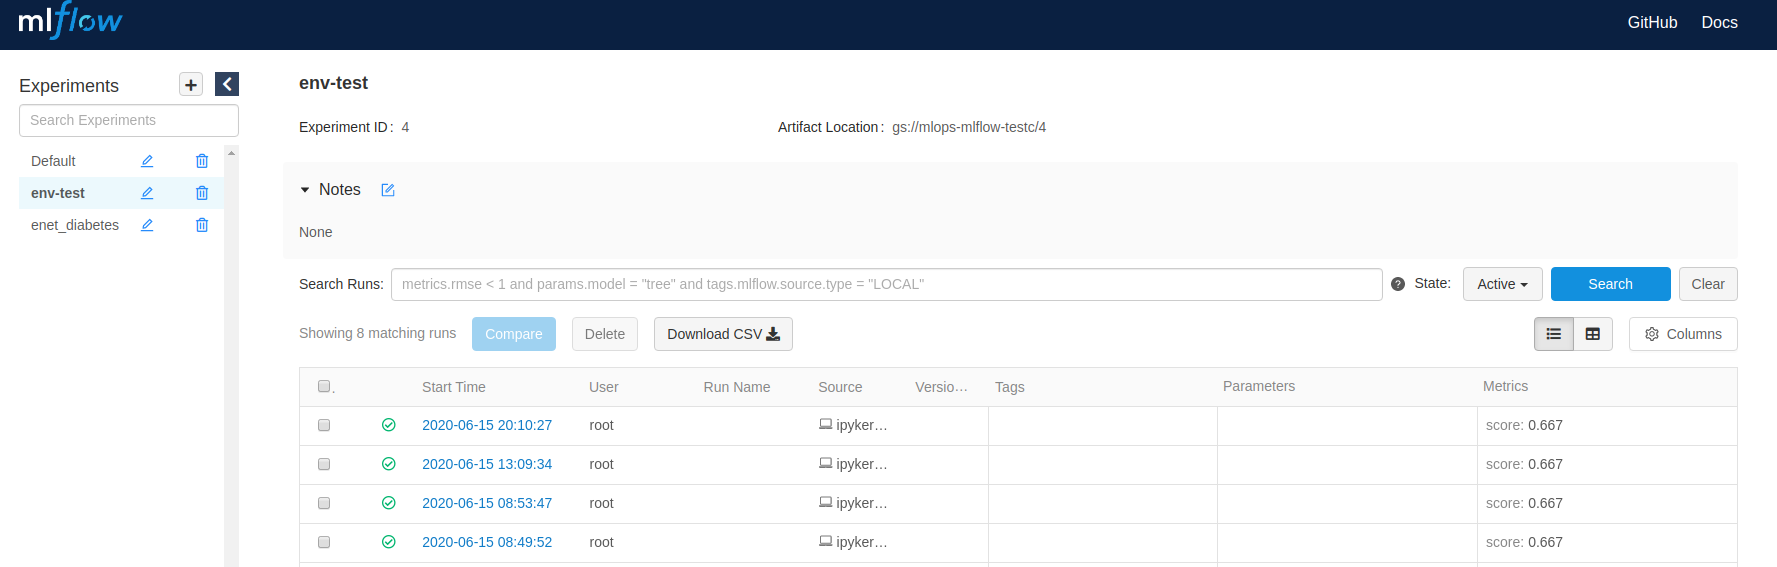 mlflow
GitHub Docs
Experiments
Search Experiments
Default
env-test
enet_diabetes
env-test
Experiment ID: 4
Artifact Location: gs://mlops-mlflow-testc/4
Notes
None
Search Runs: metrics.rmse < 1 and params.model = "tree" and tags.mlflow.source.type = "LOCAL" ? State: Active Search Clear
Showing 8 matching runs Compare Delete Download CSV Columns
Start Time User Run Name Source Versio... Tags Parameters Metrics
2020-06-15 20:10:27 root ipyker... score: 0.667
2020-06-15 13:09:34 root ipyker... score: 0.667
2020-06-15 08:53:47 root ipyker... score: 0.667
2020-06-15 08:49:52 root ipyker... score: 0.667